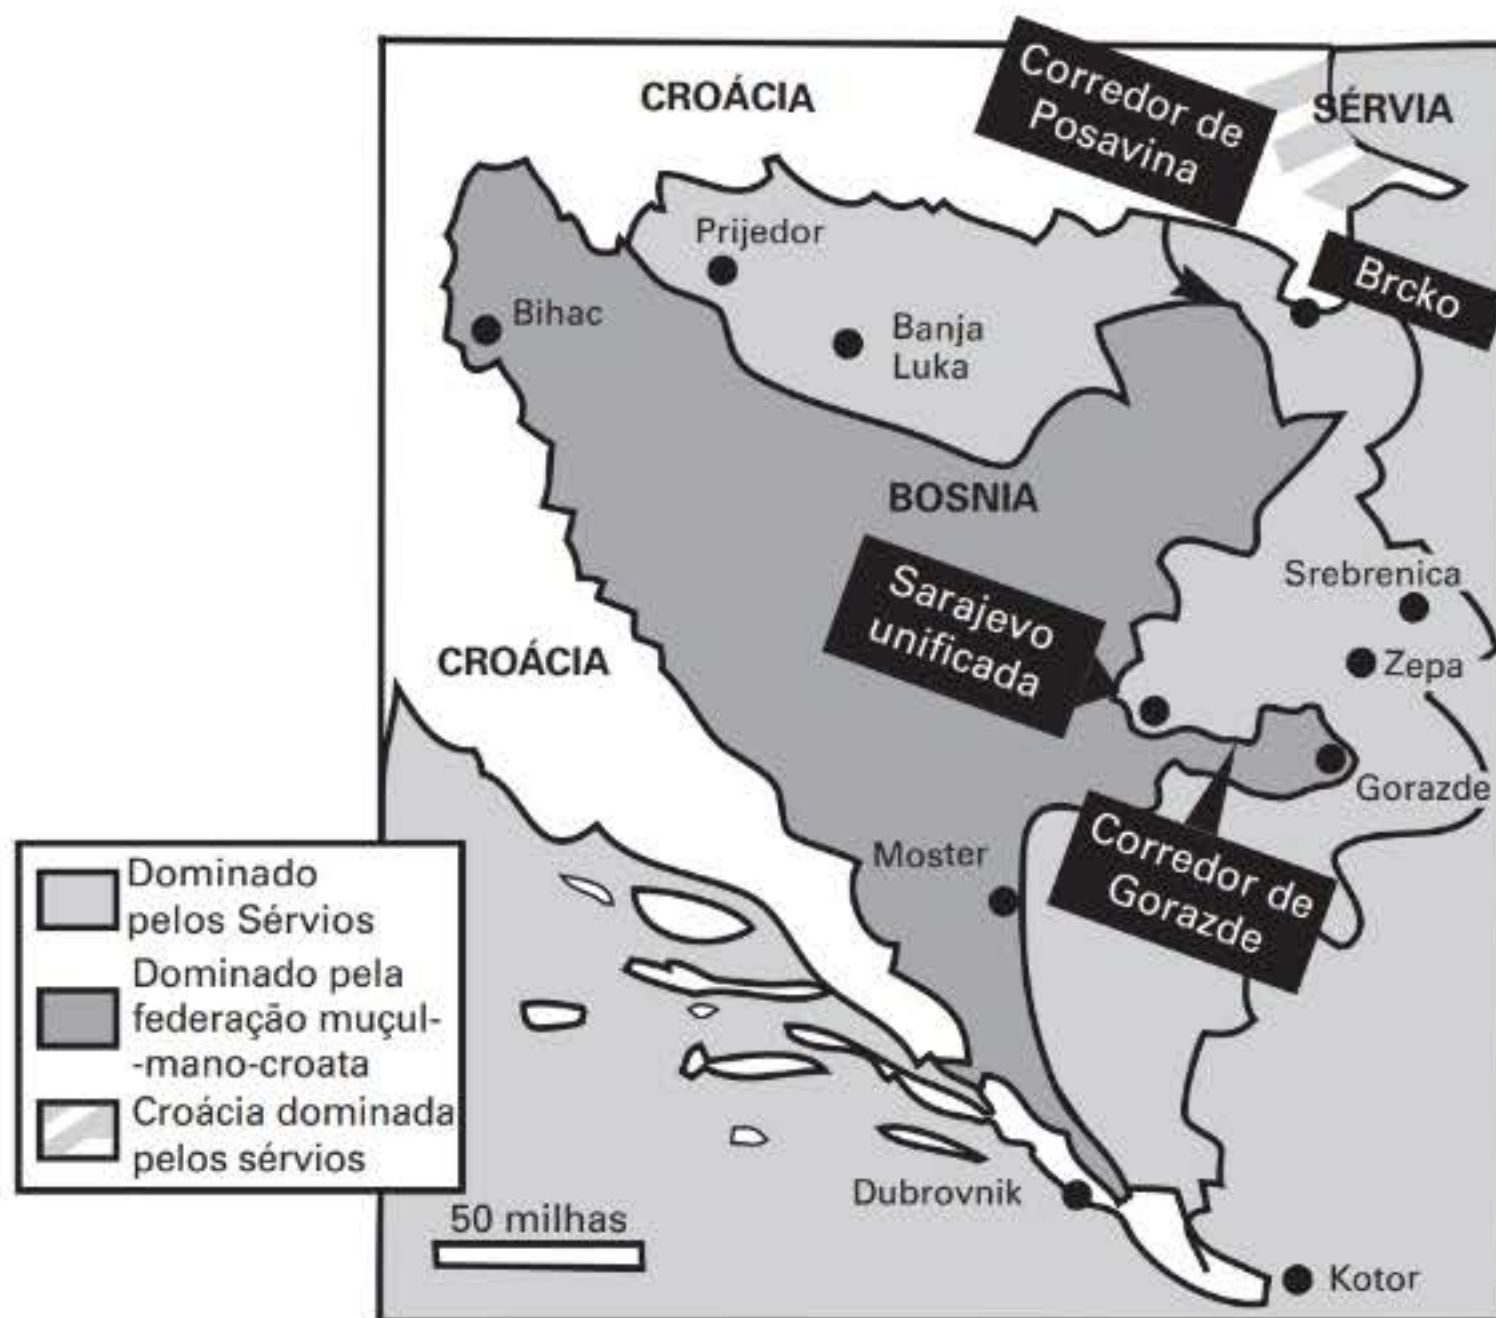 CROÁCIA
Corredor de
Posavina
SÉRVIA
Prijedor
Brcko
Bihac
Banja
Luka
BOSNIA
Srebrenica
Sarajevo
unificada
CROÁCIA
Zepa
Gorazde
Corredor de
Gorazde
Moster
Dominado
pelos Sérvios
Dominado pela
federação muçul-
-mano-croata
Croácia dominada
pelos sérvios
Dubrovnik
50 milhas
Kotor